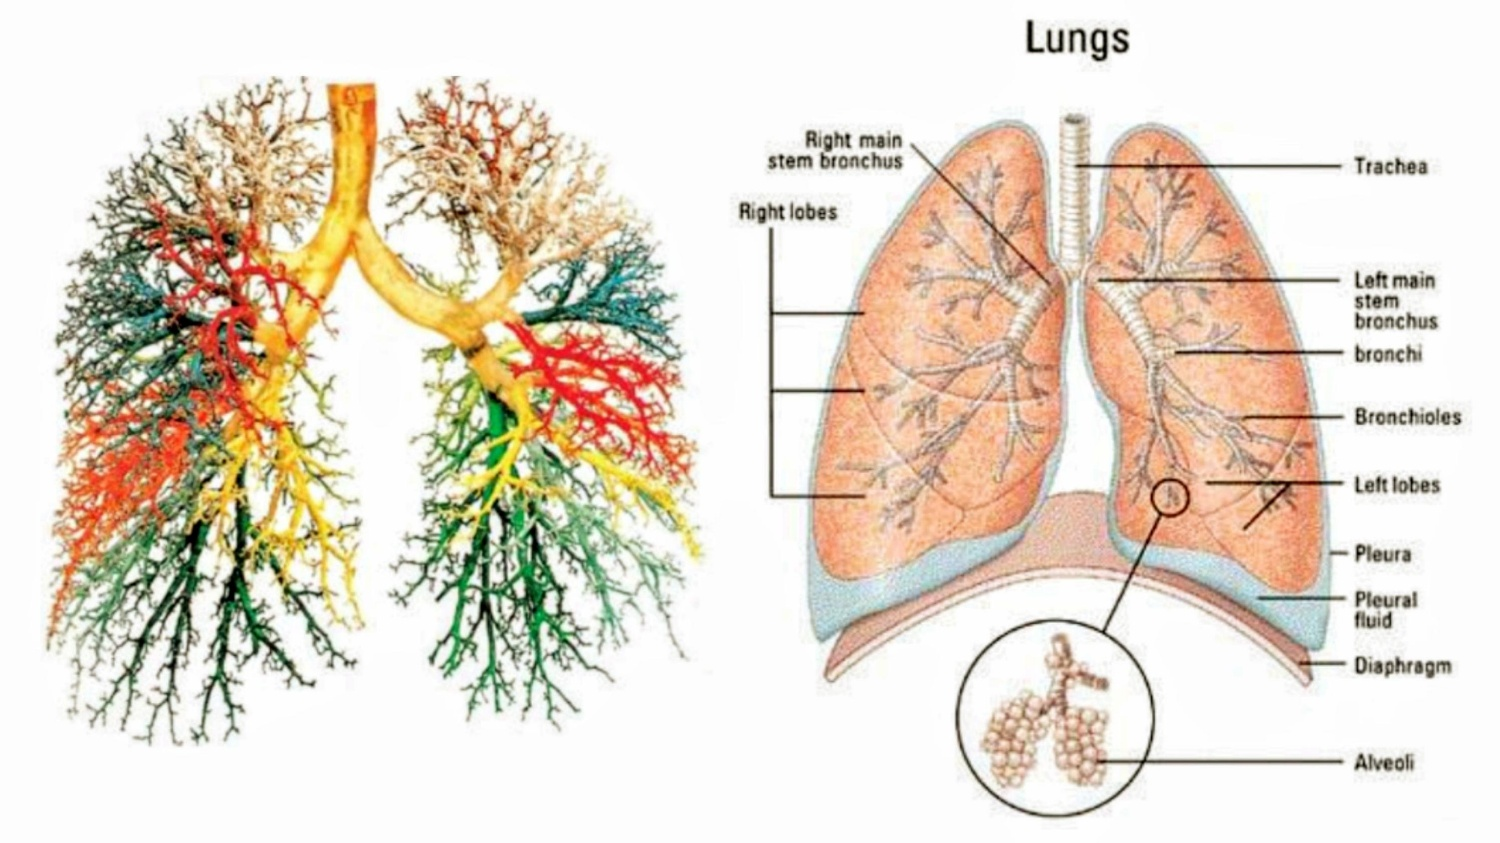 Lungs
Right main
stem bronchus
Right lobes
Trachea
Left main
stem
bronchus
bronchi
Bronchioles
Left lobes
Pleura
Pleural
fluid
Diaphragm
Alveoli